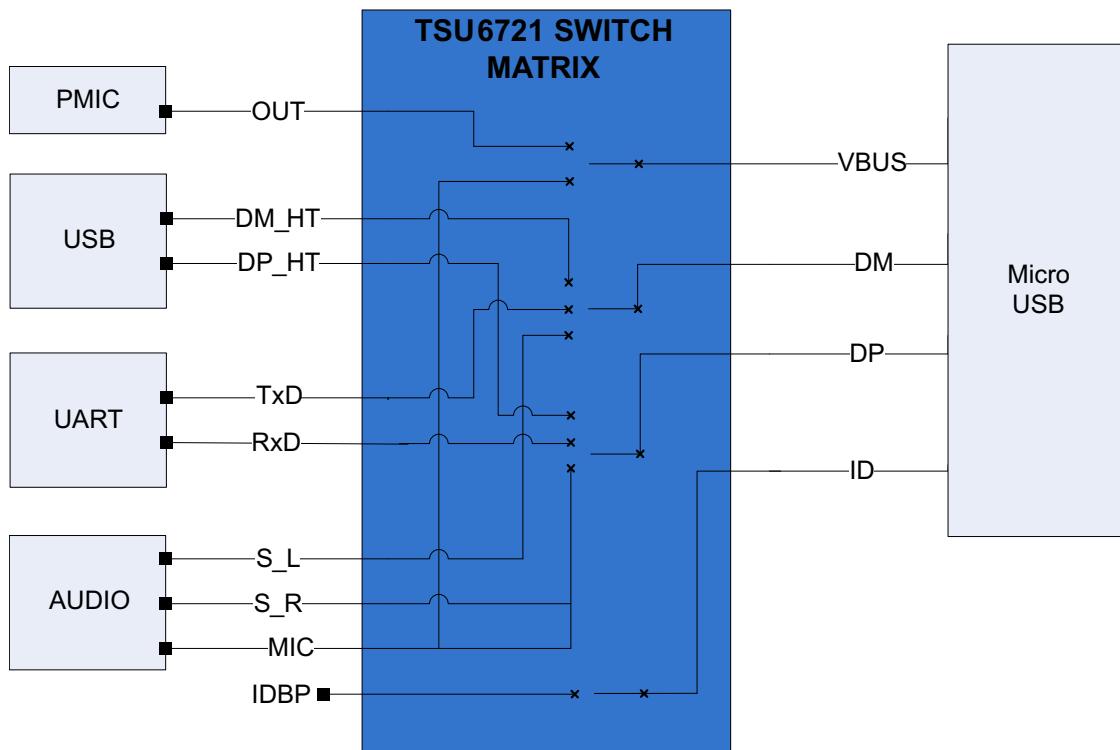 TSU6721 SWITCH
MATRIX
PMIC
OUT
VBUS
USB
DM_HT
DP_HT
DM
Micro
USB
DP
UART
TxD
RxD
ID
AUDIO
S_L
S_R
MIC
IDBP